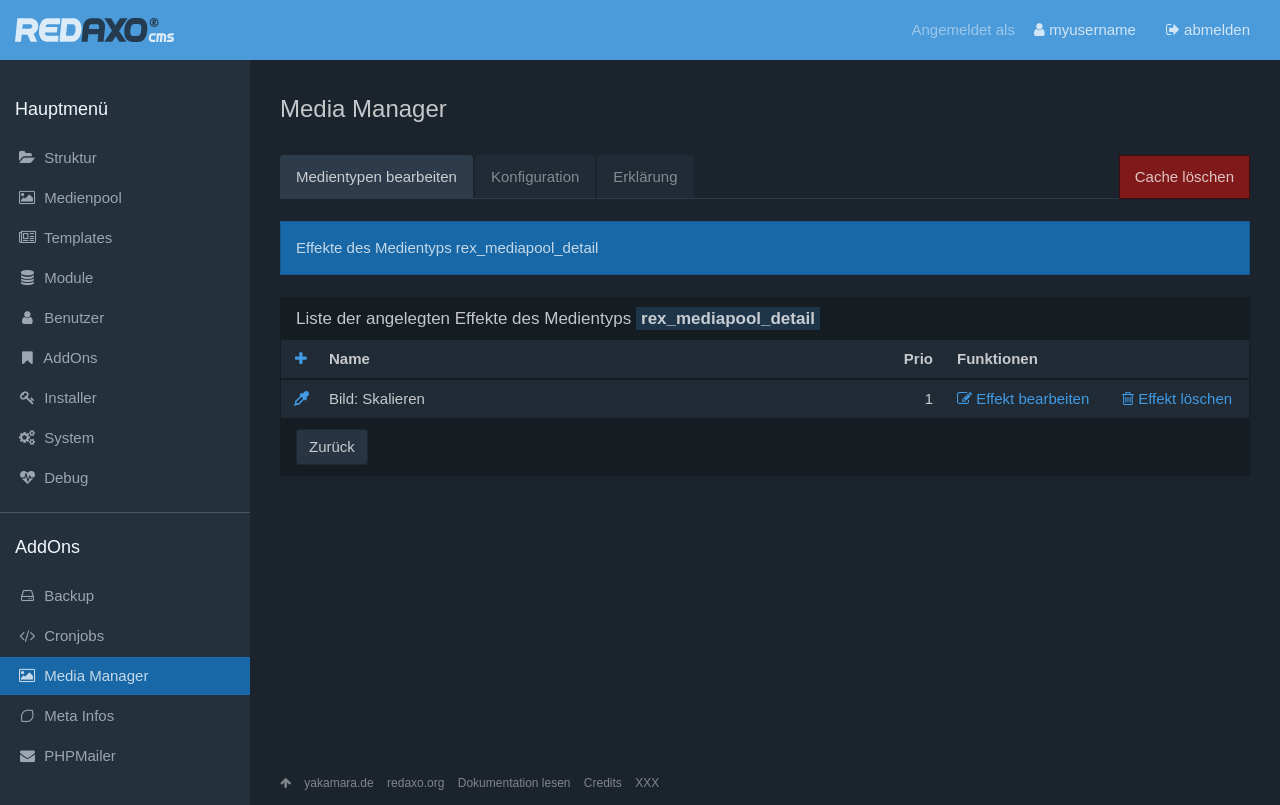 REDAXO® cms
Angemeldet als myusername abmelden
Hauptmenü
Struktur
Medienpool
Templates
Module
Benutzer
AddOns
Installer
System
Debug
AddOns
Backup
Cronjobs
Media Manager
Meta Infos
PHPMailer
Media Manager
Medientypen bearbeiten Konfiguration Erklärung Cache löschen
Effekte des Medientyps rex_mediapool_detail
Liste der angelegten Effekte des Medientyps rex_mediapool_detail
Name Prio Funktionen
Bild: Skalieren 1 Effekt bearbeiten Effekt löschen
Zurück
yakamara.de redaxo.org Dokumentation lesen Credits XXX